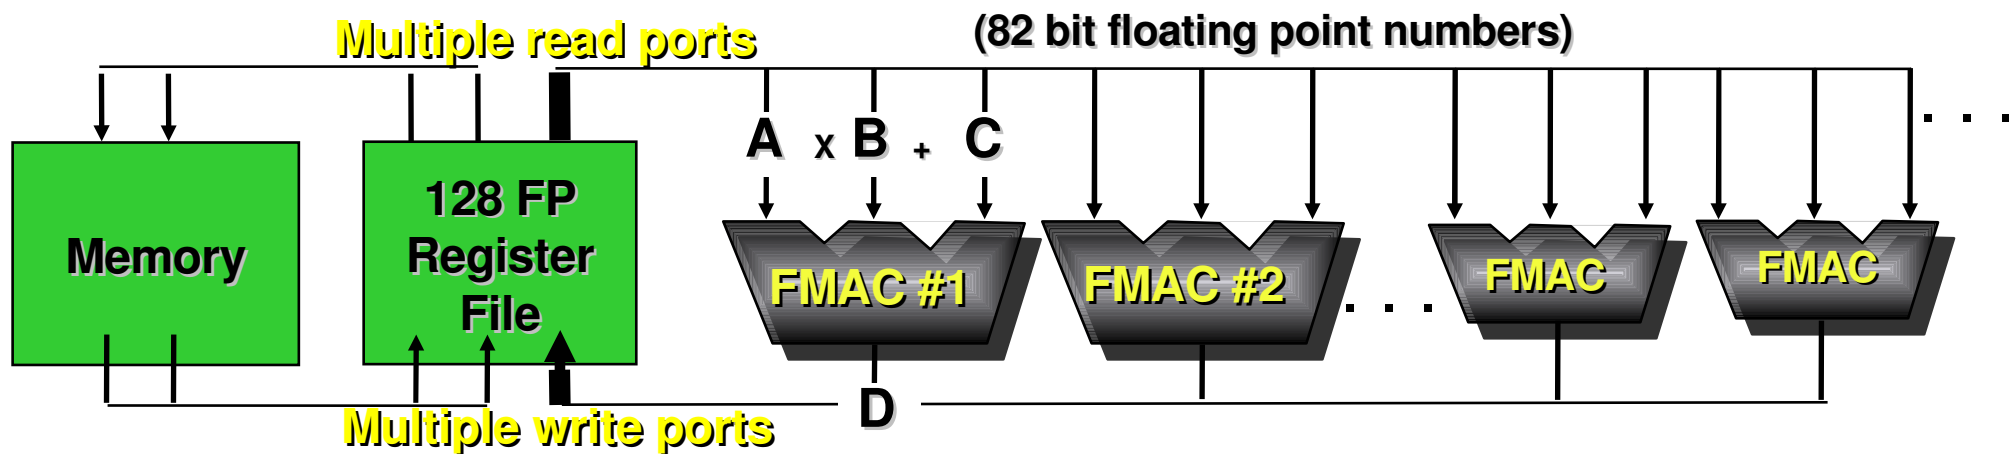 Multiple read ports
(82 bit floating point numbers)
A x B + C
. . .
Memory
128 FP
Register
File
FMAC #1
FMAC #2
. . .
FMAC
FMAC
D
Multiple write ports